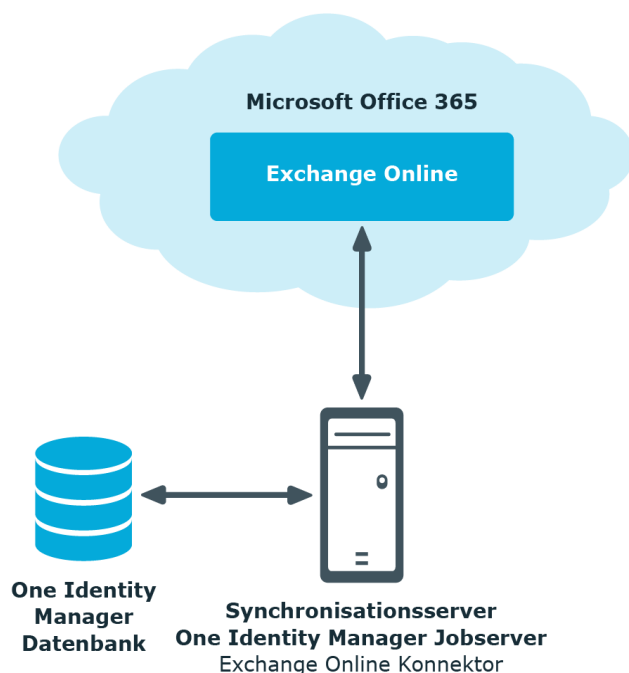 Microsoft Office 365
Exchange Online
One Identity
Manager
Datenbank
Synchronisationsserver
One Identity Manager Jobserver
Exchange Online Konnektor